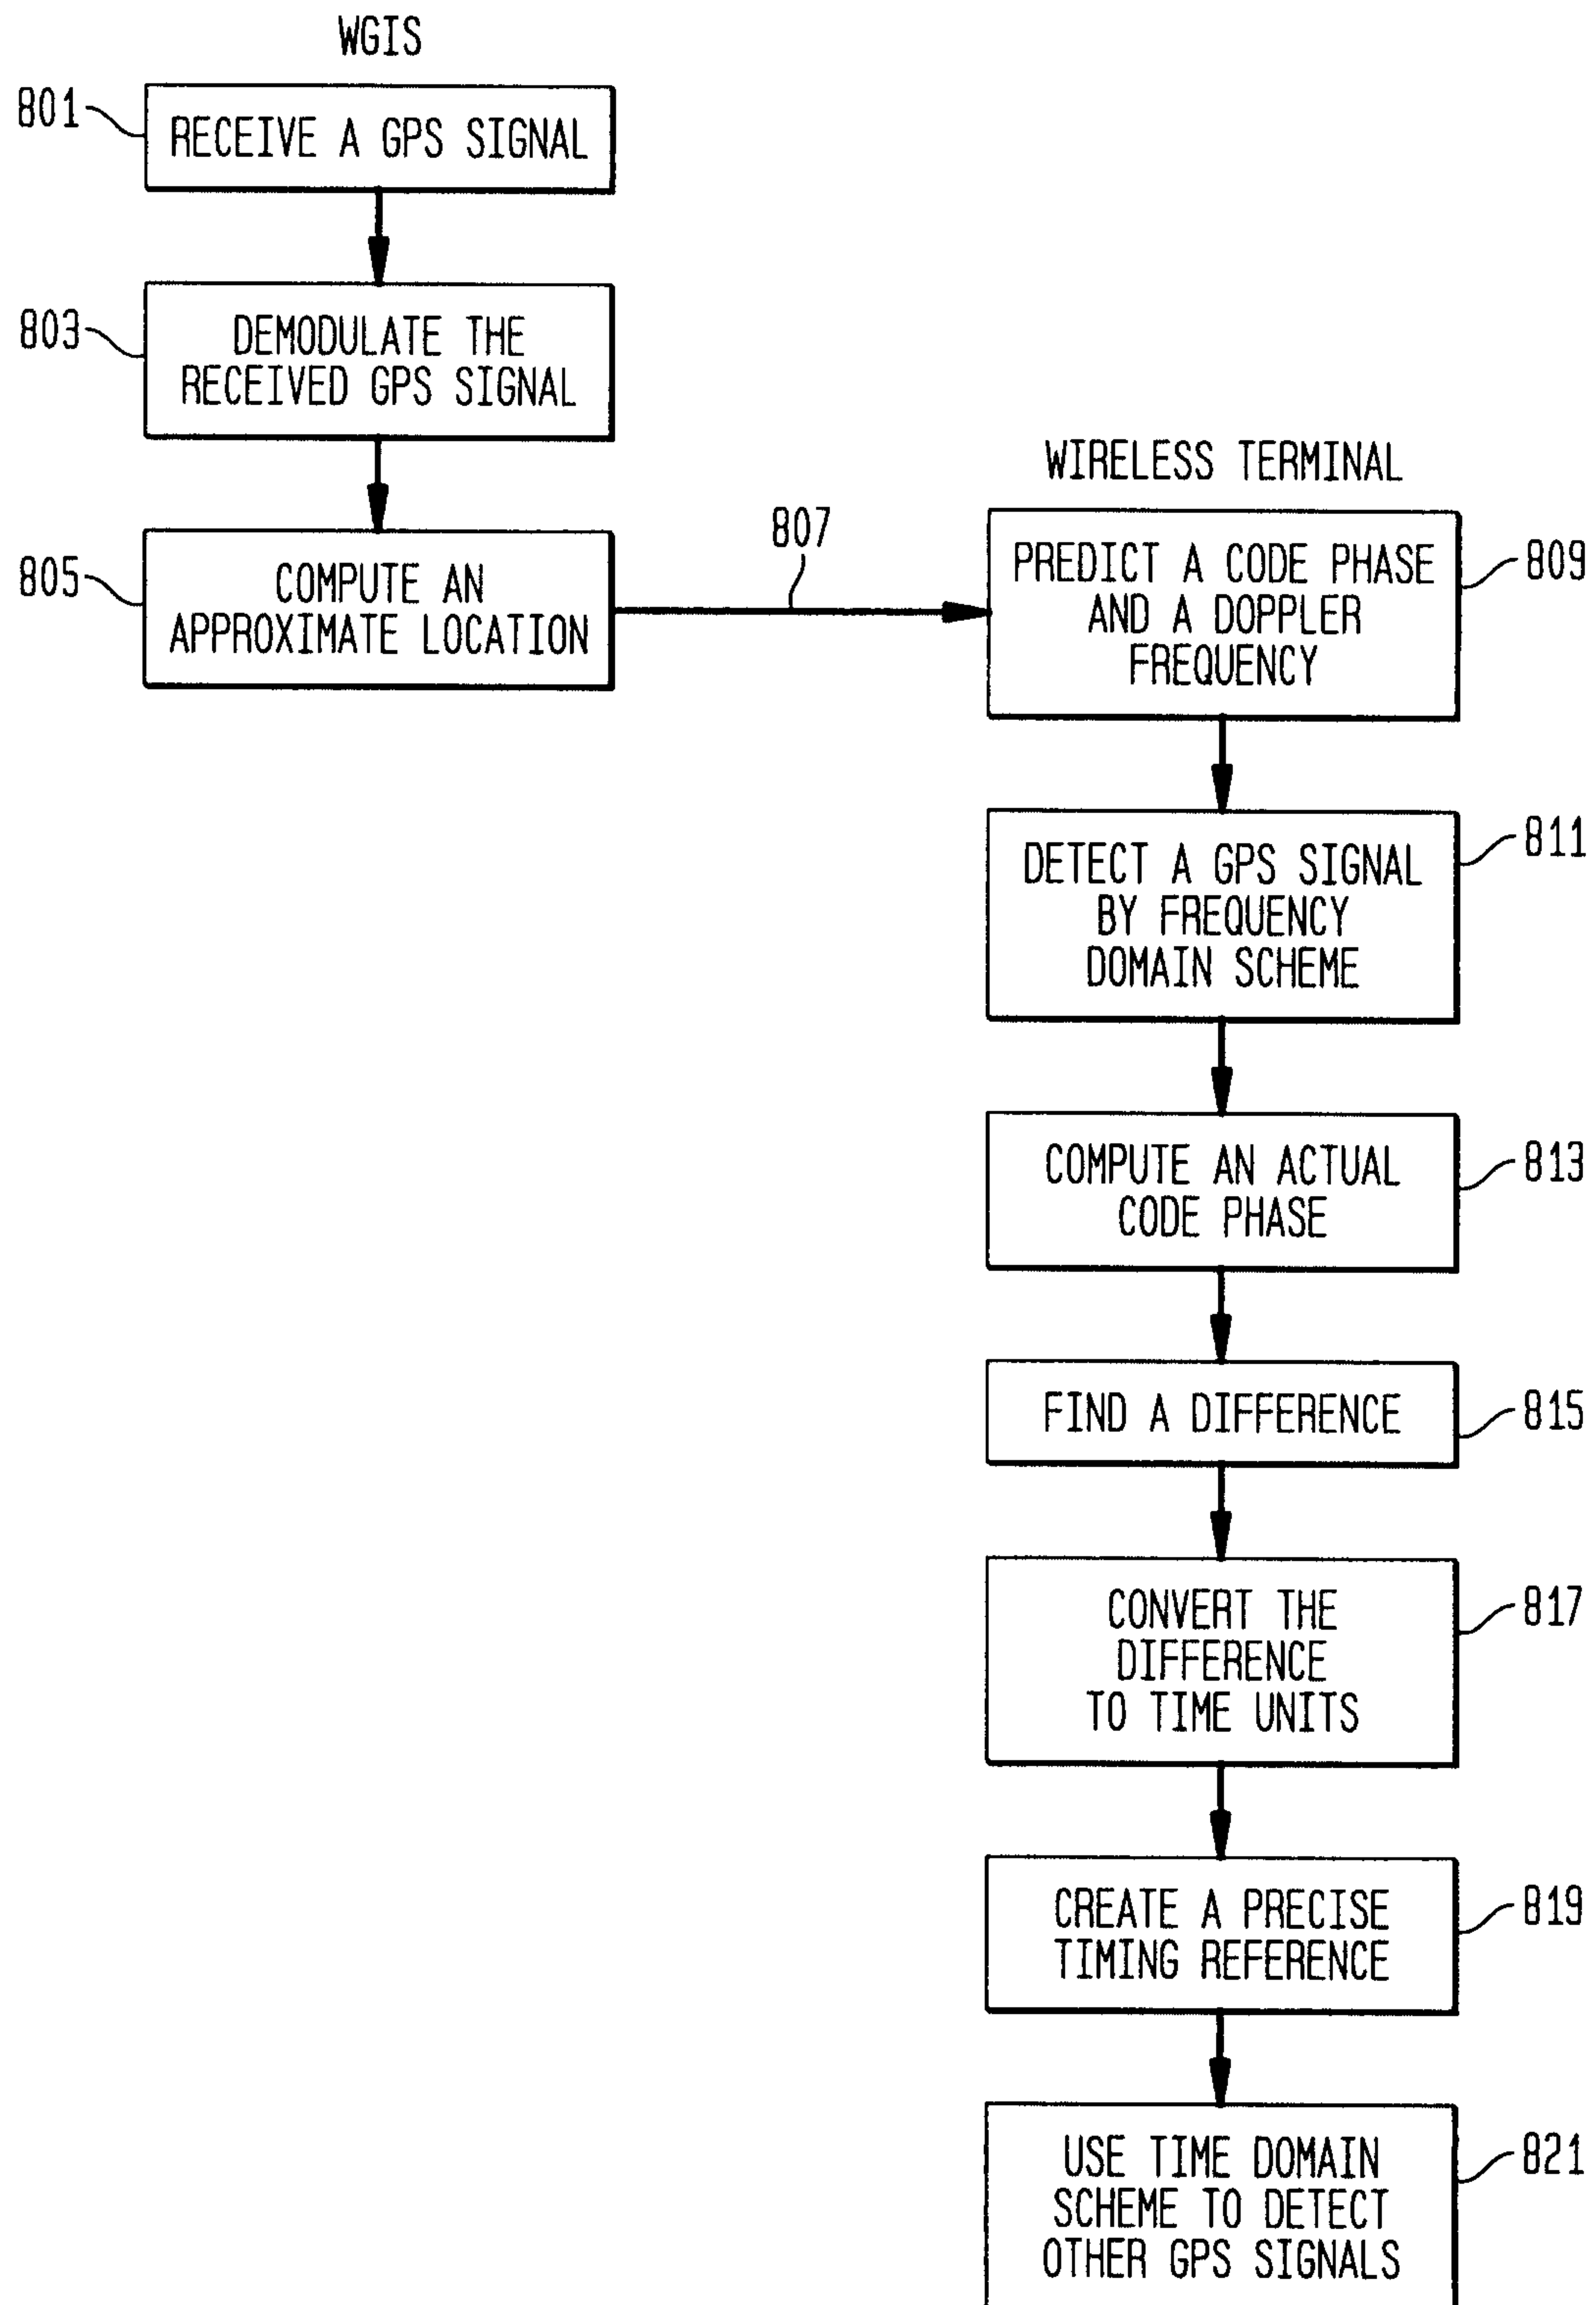 WGIS
801
RECEIVE A GPS SIGNAL
803
DEMODULATE THE
RECEIVED GPS SIGNAL
805
COMPUTE AN
APPROXIMATE LOCATION
807
WIRELESS TERMINAL
PREDICT A CODE PHASE
AND A DOPPLER
FREQUENCY
809
DETECT A GPS SIGNAL
BY FREQUENCY
DOMAIN SCHEME
811
COMPUTE AN ACTUAL
CODE PHASE
813
FIND A DIFFERENCE
815
CONVERT THE
DIFFERENCE
TO TIME UNITS
817
CREATE A PRECISE
TIMING REFERENCE
819
USE TIME DOMAIN
SCHEME TO DETECT
OTHER GPS SIGNALS
821